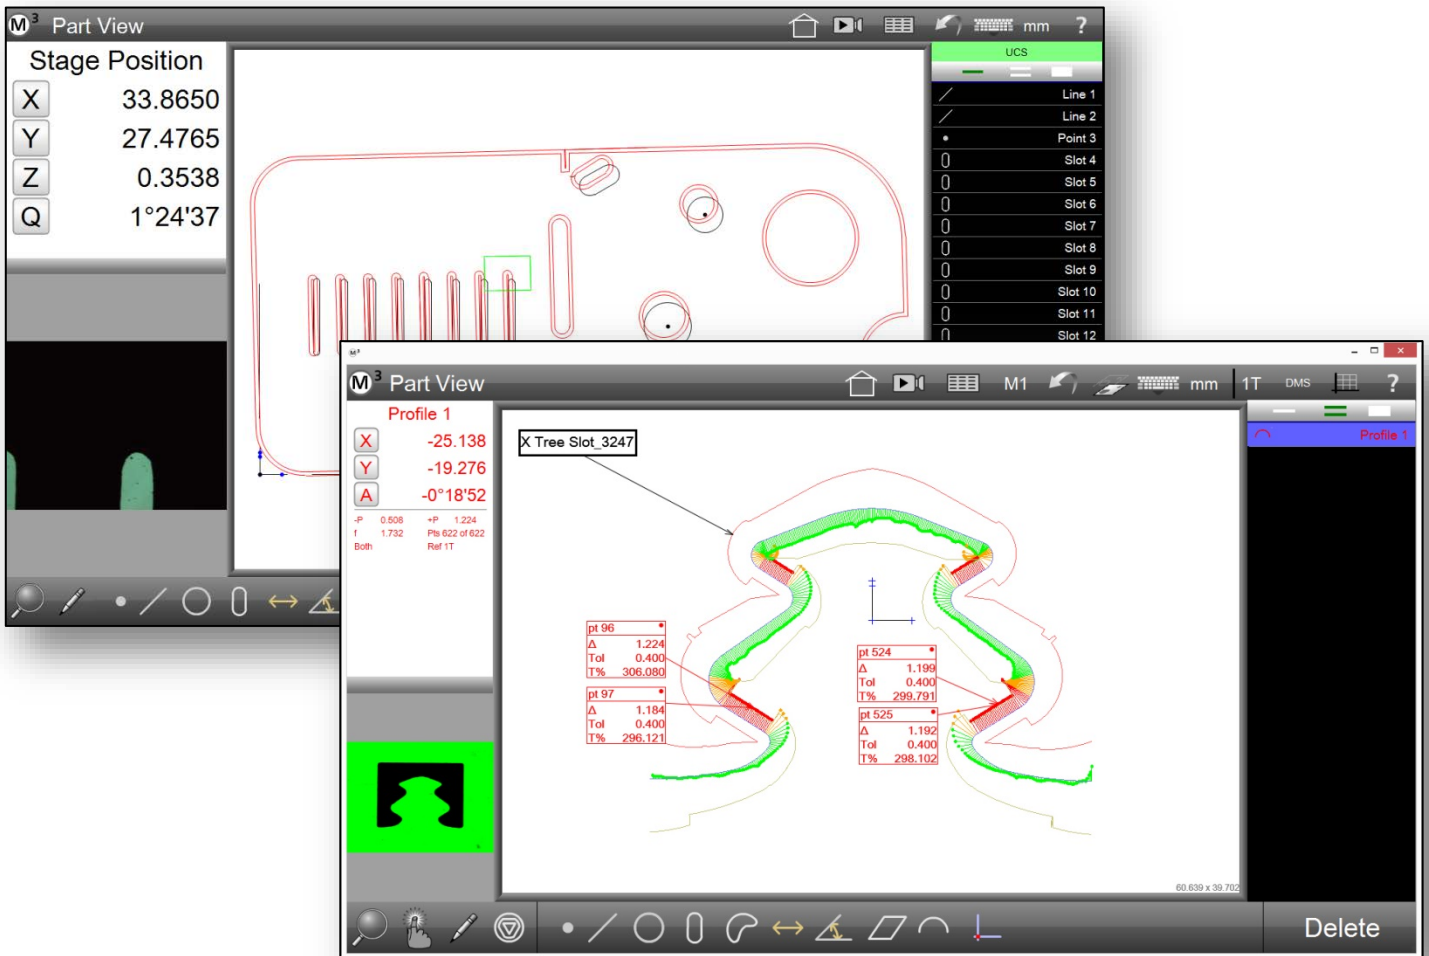 M³ Part View
mm ?
Stage Position
X 33.8650
Y 27.4765
Z 0.3538
Q 1°24'37
UCS
Line 1
Line 2
Point 3
Slot 4
Slot 5
Slot 6
Slot 7
Slot 8
Slot 9
Slot 10
Slot 11
Slot 12
M³
M³ Part View
M1 mm 1T DMS ?
Profile 1
X -25.138
Y -19.276
A -0°18'52
-P 0.508 +P 1.224
f 1.732 Pts 622 of 622
Both Ref 1T
X Tree Slot_3247
pt 96
Δ 1.224
Tol 0.400
T% 306.080
pt 97
Δ 1.184
Tol 0.400
T% 296.121
pt 524
Δ 1.199
Tol 0.400
T% 299.791
pt 525
Δ 1.192
Tol 0.400
T% 298.102
60.639 x 39.702
Profile 1
Delete